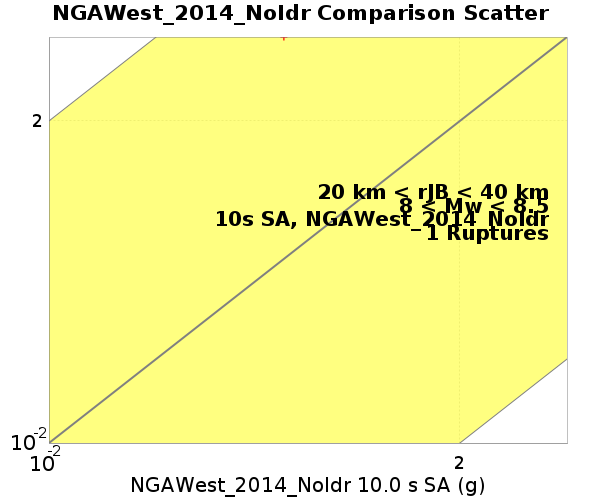 NGAWest_2014_NoIdr Comparison Scatter
2
20 km < rJB < 40 km
8 < Mw < 8.5
10s SA, NGAWest_2014_NoIdr
1 Ruptures
10-2
10-2
2
NGAWest_2014_NoIdr 10.0 s SA (g)